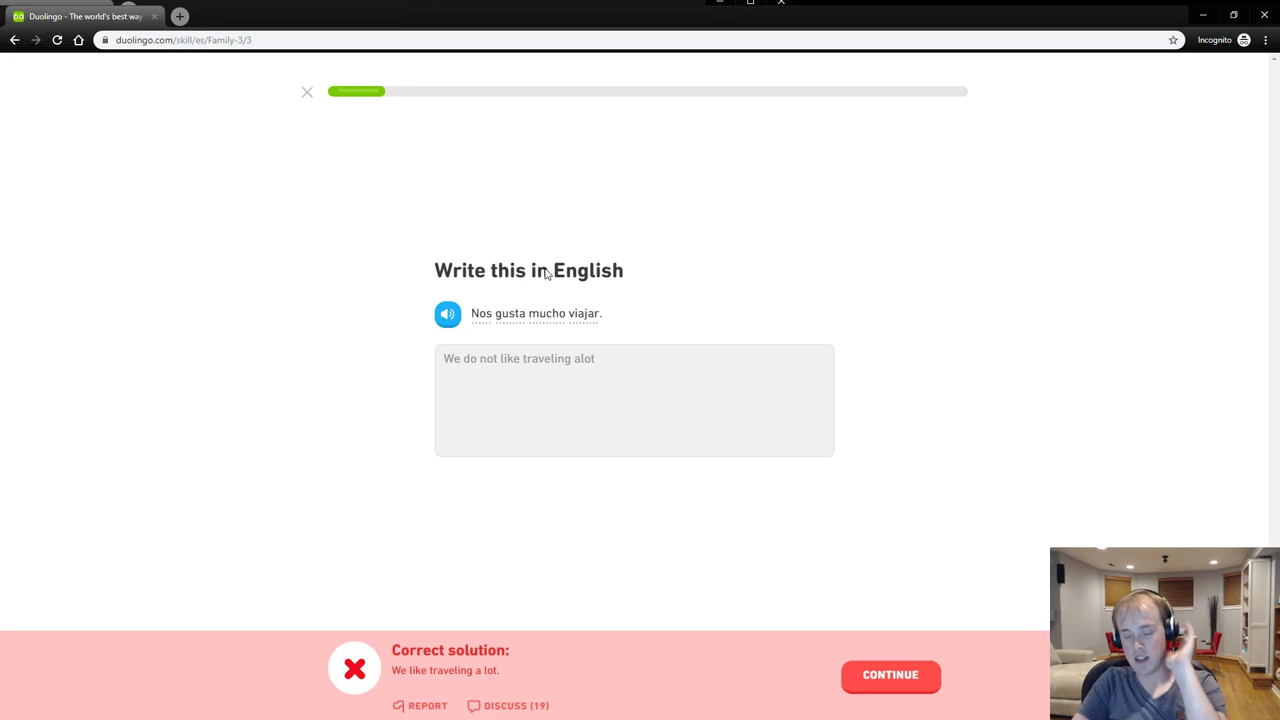 Duolingo - The world's best way
duolingo.com/skill/es/Family-3/3
Incognito
Write this in English
Nos gusta mucho viajar.
We do not like traveling alot
Correct solution:
We like traveling a lot.
REPORT
DISCUSS (19)
CONTINUE